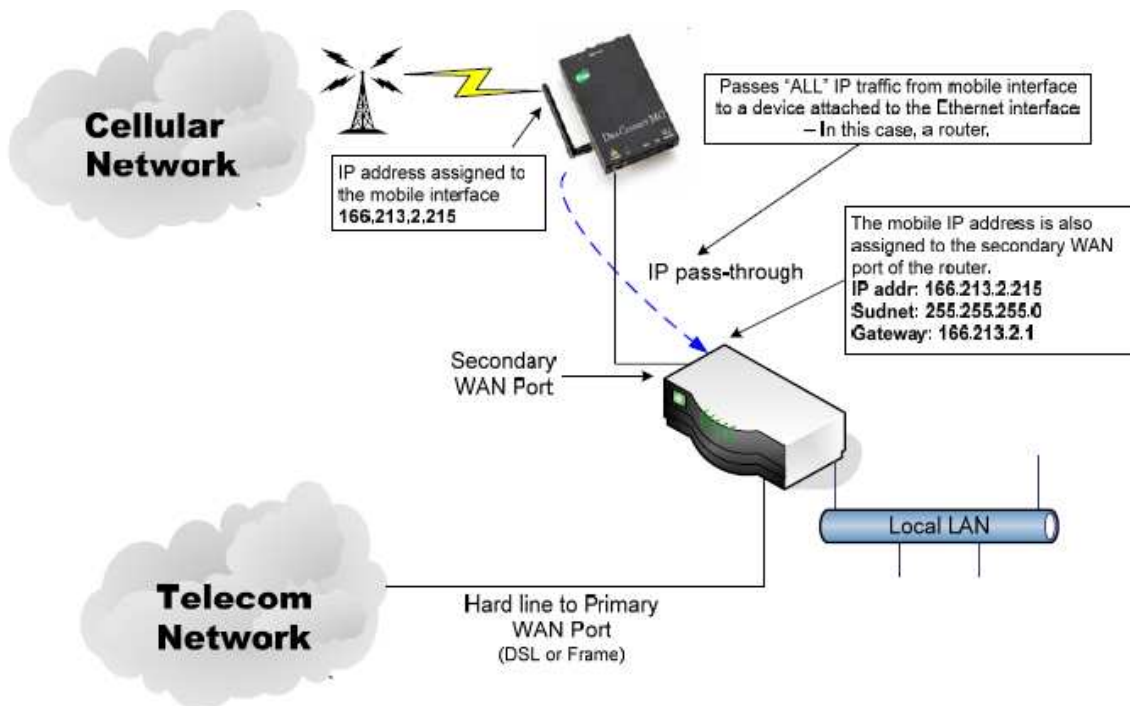 Cellular
Network
IP address assigned to
the mobile interface
166,213,2,215
Passes “ALL” IP traffic from mobile interface
to a device attached to the Ethernet interface
– In this case, a router.
The mobile IP address is also
assigned to the secondary WAN
port of the router.
IP addr: 166.213.2.215
Sudnet: 255.255.255.0
Gateway: 166.213.2.1
IP pass-through
Secondary
WAN Port
Local LAN
Telecom
Network
Hard line to Primary
WAN Port
(DSL or Frame)